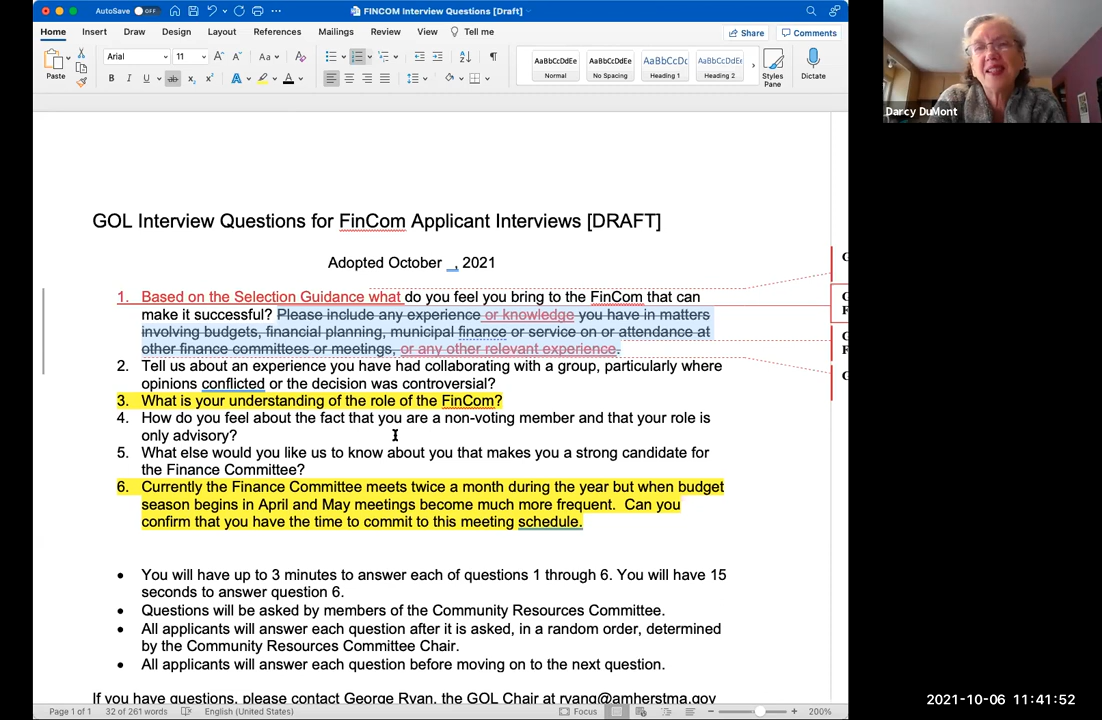 AutoSave OFF
FINCOM Interview Questions [Draft]
Home Insert Draw Design Layout References Mailings Review View Tell me
Share Comments
Paste
Arial 11
AaBbCcDdEe AaBbCcDdEe AaBbCcDc AaBbCcDdEe
Normal No Spacing Heading 1 Heading 2
Styles Pane
Dictate
Darcy DuMont
GOL Interview Questions for FinCom Applicant Interviews [DRAFT]
Adopted October _, 2021
1. Based on the Selection Guidance what do you feel you bring to the FinCom that can
make it successful? Please include any experience or knowledge you have in matters
involving budgets, financial planning, municipal finance or service on or attendance at
other finance committees or meetings, or any other relevant experience.
2. Tell us about an experience you have had collaborating with a group, particularly where
opinions conflicted or the decision was controversial?
3. What is your understanding of the role of the FinCom?
4. How do you feel about the fact that you are a non-voting member and that your role is
only advisory?
5. What else would you like us to know about you that makes you a strong candidate for
the Finance Committee?
6. Currently the Finance Committee meets twice a month during the year but when budget
season begins in April and May meetings become much more frequent. Can you
confirm that you have the time to commit to this meeting schedule.
• You will have up to 3 minutes to answer each of questions 1 through 6. You will have 15
seconds to answer question 6.
• Questions will be asked by members of the Community Resources Committee.
• All applicants will answer each question after it is asked, in a random order, determined
by the Community Resources Committee Chair.
• All applicants will answer each question before moving on to the next question.
If you have questions, please contact George Ryan, the GOL Chair at ryang@amherstma.gov
Page 1 of 1 32 of 261 words English (United States) Focus 200%
2021-10-06 11:41:52